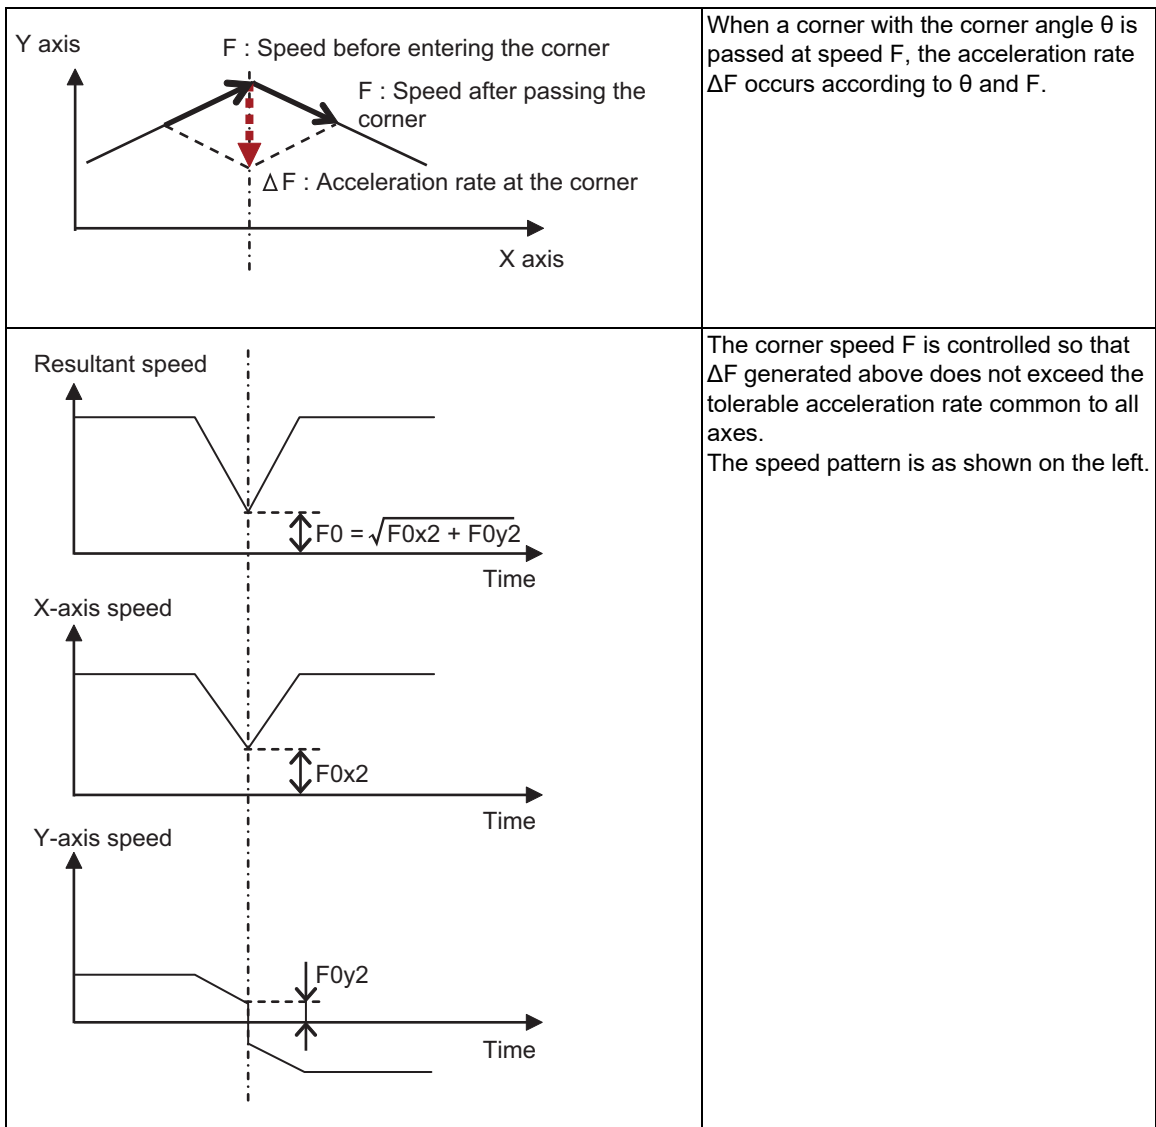 Y axis
F : Speed before entering the corner
F : Speed after passing the
corner
ΔF : Acceleration rate at the corner
X axis
When a corner with the corner angle θ is
passed at speed F, the acceleration rate
ΔF occurs according to θ and F.
Resultant speed
F0 = √F0x2 + F0y2
Time
X-axis speed
F0x2
Time
Y-axis speed
F0y2
Time
The corner speed F is controlled so that
ΔF generated above does not exceed the
tolerable acceleration rate common to all
axes.
The speed pattern is as shown on the left.